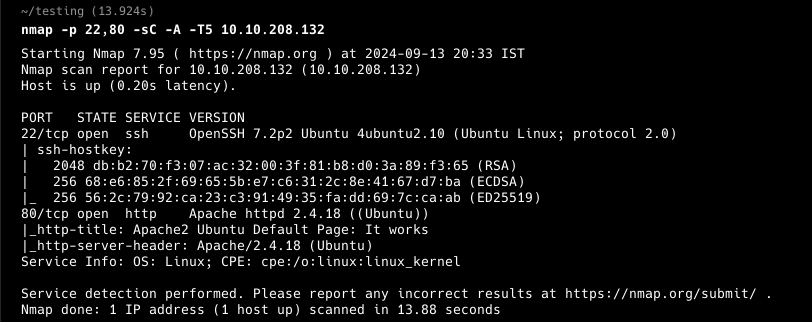 ~/testing (13.924s)
nmap -p 22,80 -sC -A -T5 10.10.208.132
Starting Nmap 7.95 ( https://nmap.org ) at 2024-09-13 20:33 IST
Nmap scan report for 10.10.208.132 (10.10.208.132)
Host is up (0.20s latency).
PORT   STATE SERVICE VERSION
22/tcp open  ssh     OpenSSH 7.2p2 Ubuntu 4ubuntu2.10 (Ubuntu Linux; protocol 2.0)
| ssh-hostkey:
|   2048 db:b2:70:f3:07:ac:32:00:3f:81:b8:d0:3a:89:f3:65 (RSA)
|   256 68:e6:85:2f:69:65:5b:e7:c6:31:2c:8e:41:67:d7:ba (ECDSA)
|_  256 56:2c:79:92:ca:23:c3:91:49:35:fa:dd:69:7c:ca:ab (ED25519)
80/tcp open  http    Apache httpd 2.4.18 ((Ubuntu))
|_http-title: Apache2 Ubuntu Default Page: It works
|_http-server-header: Apache/2.4.18 (Ubuntu)
Service Info: OS: Linux; CPE: cpe:/o:linux:linux_kernel
Service detection performed. Please report any incorrect results at https://nmap.org/submit/ .
Nmap done: 1 IP address (1 host up) scanned in 13.88 seconds